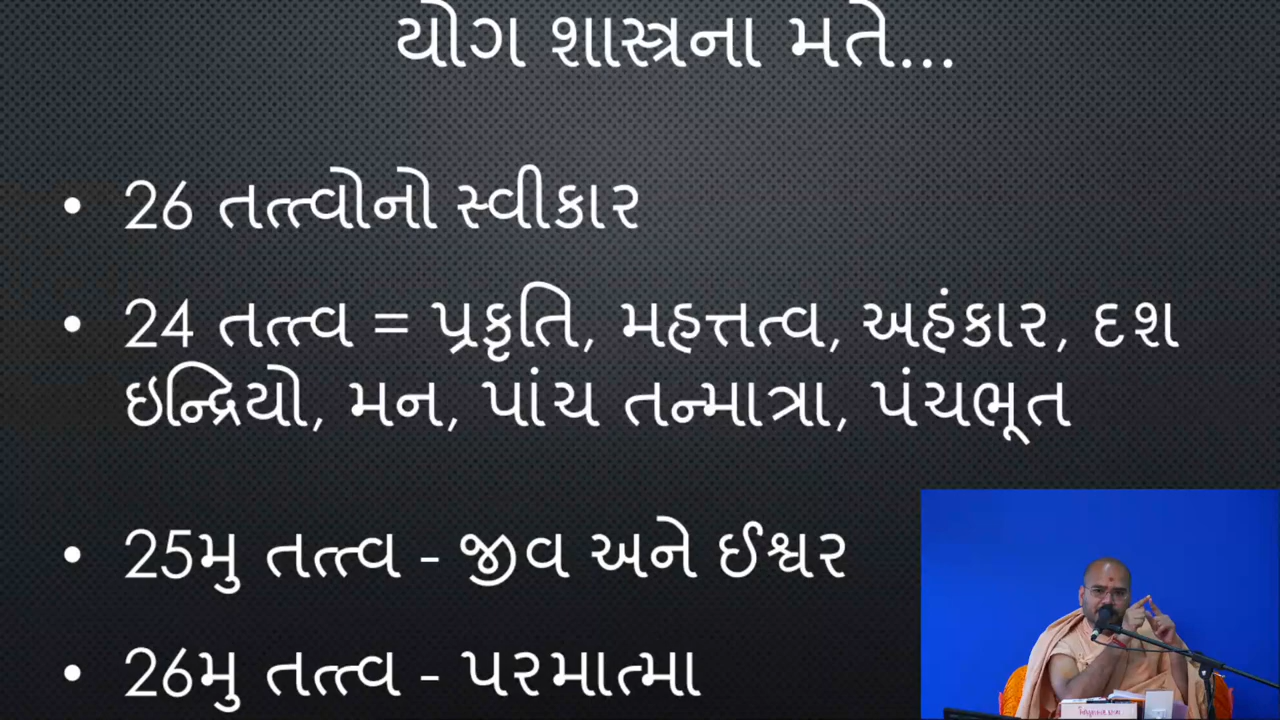 યોગ શાસ્ત્રના મતે...
• 26 તત્ત્વોનો સ્વીકાર
• 24 તત્ત્વ = પ્રકૃતિ, મહત્તત્વ, અહંકાર, દશ
ઇન્દ્રિયો, મન, પાંચ તન્માત્રા, પંચભૂત
• 25મુ તત્ત્વ - જીવ અને ઈશ્વર
• 26મુ તત્ત્વ - પરમાત્મા